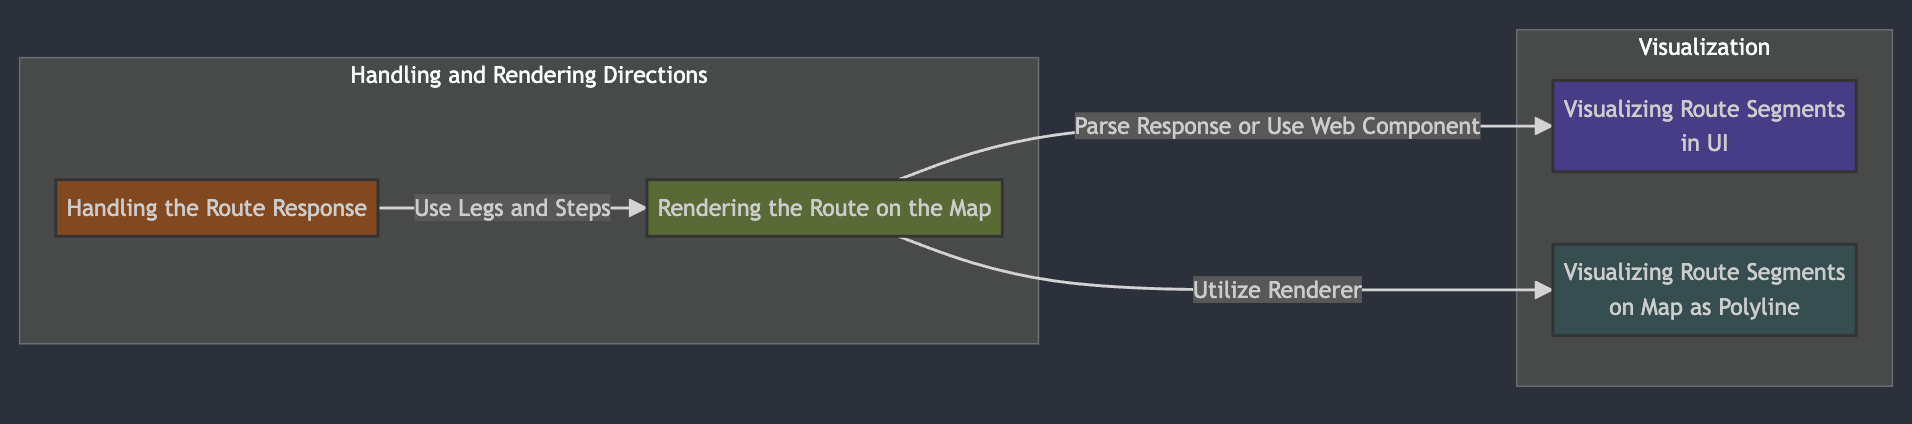 Handling and Rendering Directions
Handling the Route Response
Use Legs and Steps
Rendering the Route on the Map
Parse Response or Use Web Component
Utilize Renderer
Visualization
Visualizing Route Segments
in UI
Visualizing Route Segments
on Map as Polyline